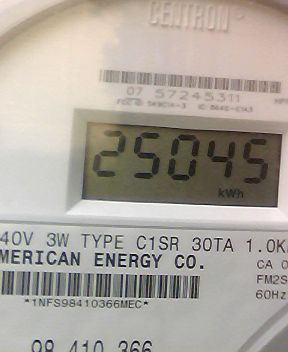 CENTRON®
07 57245311
25045
kWh
40V 3W TYPE C1SR 30TA 1.0K
MERICAN ENERGY CO.
CA 0
FM2S
60Hz
*1NFS98410366MEC*
98 410 366